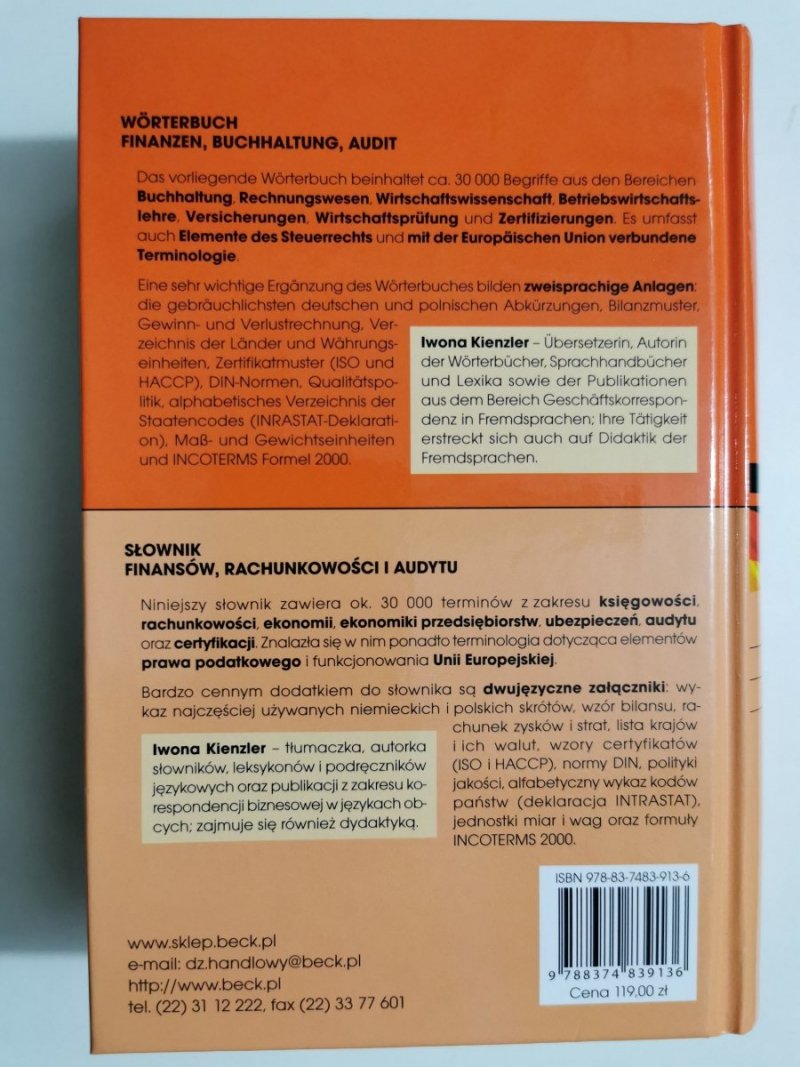 WÖRTERBUCH
FINANZEN, BUCHHALTUNG, AUDIT
Das vorliegende Wörterbuch beinhaltet ca. 30 000 Begriffe aus den Bereichen
Buchhaltung, Rechnungswesen, Wirtschaftswissenschaft, Betriebswirtschafts-
lehre, Versicherungen, Wirtschaftsprüfung und Zertifizierungen. Es umfasst
auch Elemente des Steuerrechts und mit der Europäischen Union verbundene
Terminologie.
Eine sehr wichtige Ergänzung des Wörterbuches bilden zweisprachige Anlagen:
die gebräuchlichsten deutschen und polnischen Abkürzungen, Bilanzmuster,
Gewinn- und Verlustrechnung, Ver-
zeichnis der Länder und Währungs-
einheiten, Zertifikatmuster (ISO und
HACCP), DIN-Normen, Qualitätspo-
litik, alphabetisches Verzeichnis der
Staatencodes (INRASTAT-Deklarati-
on), Maß- und Gewichtseinheiten
und INCOTERMS Formel 2000.
Iwona Kienzler – Übersetzerin, Autorin
der Wörterbücher, Sprachhandbücher
und Lexika sowie der Publikationen
aus dem Bereich Geschäftskorrespon-
denz in Fremdsprachen; Ihre Tätigkeit
erstreckt sich auch auf Didaktik der
Fremdsprachen.
SŁOWNIK
FINANSÓW, RACHUNKOWOŚCI I AUDYTU
Niniejszy słownik zawiera ok. 30 000 terminów z zakresu księgowości,
rachunkowości, ekonomii, ekonomiki przedsiębiorstw, ubezpieczeń, audytu
oraz certyfikacji. Znalazła się w nim ponadto terminologia dotycząca elementów
prawa podatkowego i funkcjonowania Unii Europejskiej.
Bardzo cennym dodatkiem do słownika są dwujęzyczne załączniki: wy-
kaz najczęściej używanych niemieckich i polskich skrótów, wzór bilansu, ra-
chunek zysków i strat, lista krajów
i ich walut, wzory certyfikatów
(ISO i HACCP), normy DIN, polityki
jakości, alfabetyczny wykaz kodów
państw (deklaracja INTRASTAT),
jednostki miar i wag oraz formuły
INCOTERMS 2000.
Iwona Kienzler – tłumaczka, autorka
słowników, leksykonów i podręczników
językowych oraz publikacji z zakresu ko-
respondencji biznesowej w językach ob-
cych; zajmuje się również dydaktyką.
ISBN 978-83-7483-913-6
9 788374 839136
Cena 119,00 zł
www.sklep.beck.pl
e-mail: dz.handlowy@beck.pl
http://www.beck.pl
tel. (22) 31 12 222, fax (22) 33 77 601